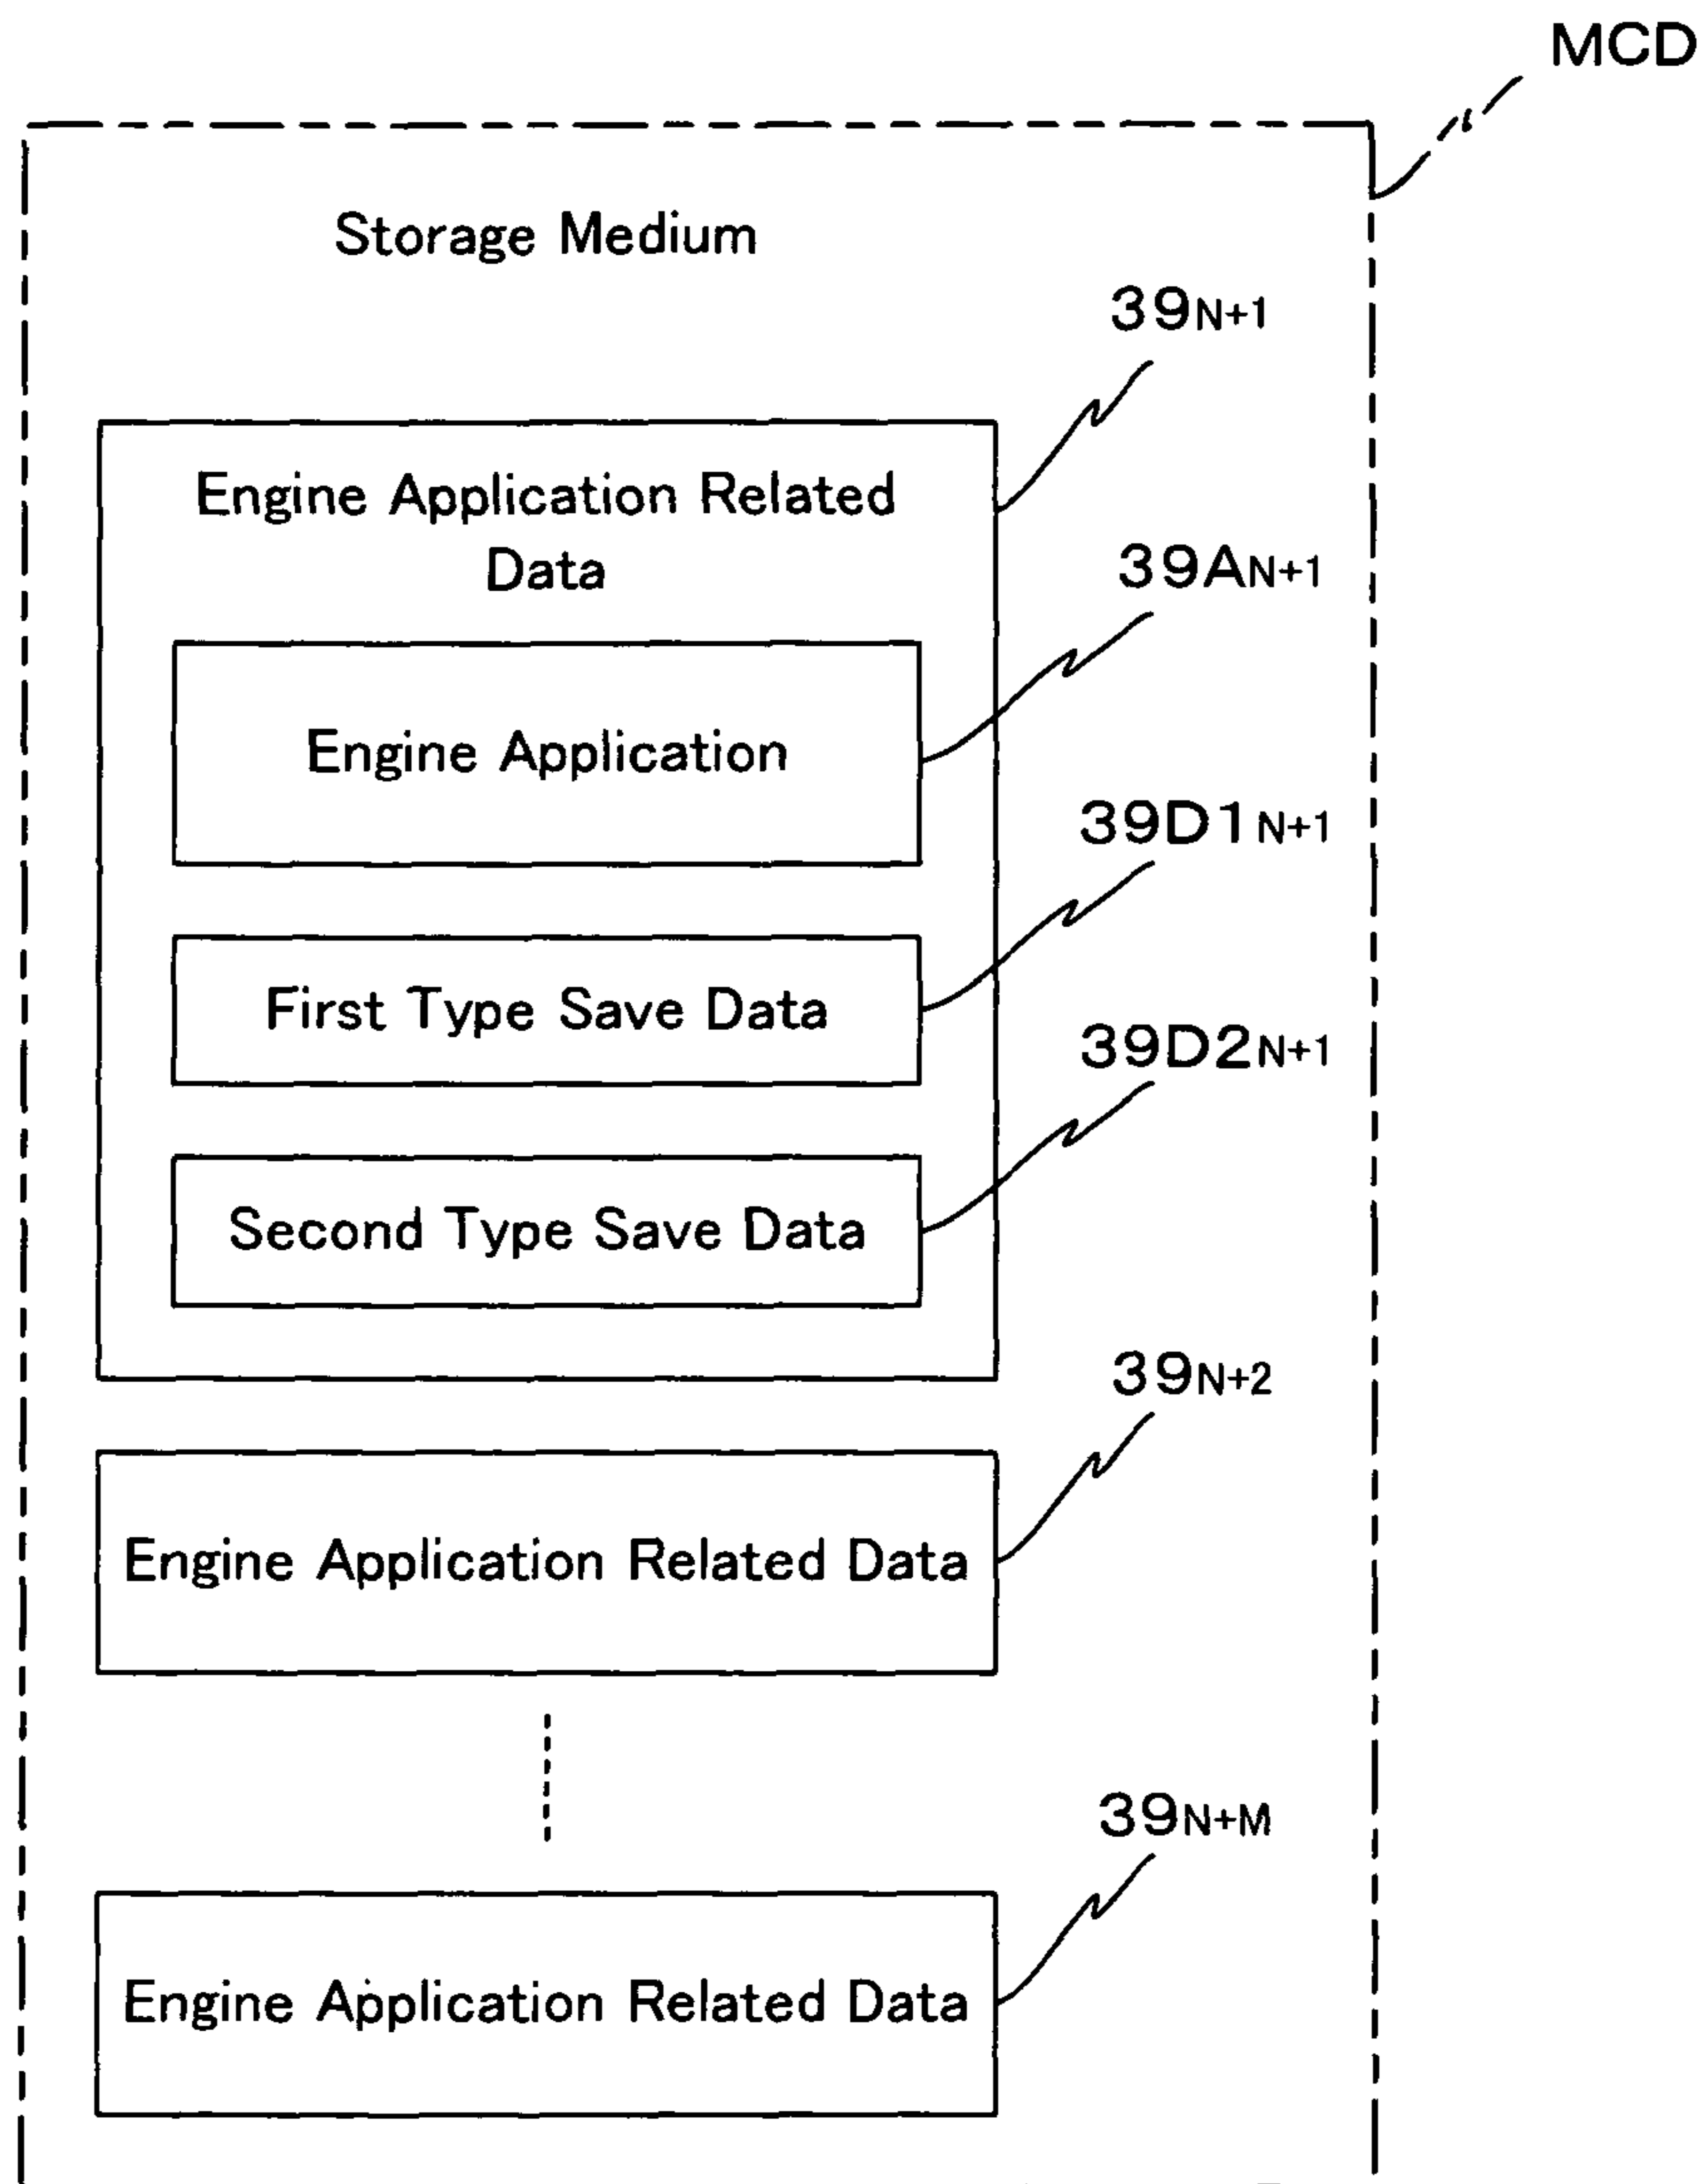 MCD
Storage Medium
39N+1
Engine Application Related
Data
39AN+1
Engine Application
39D1N+1
First Type Save Data
39D2N+1
Second Type Save Data
39N+2
Engine Application Related Data
39N+M
Engine Application Related Data